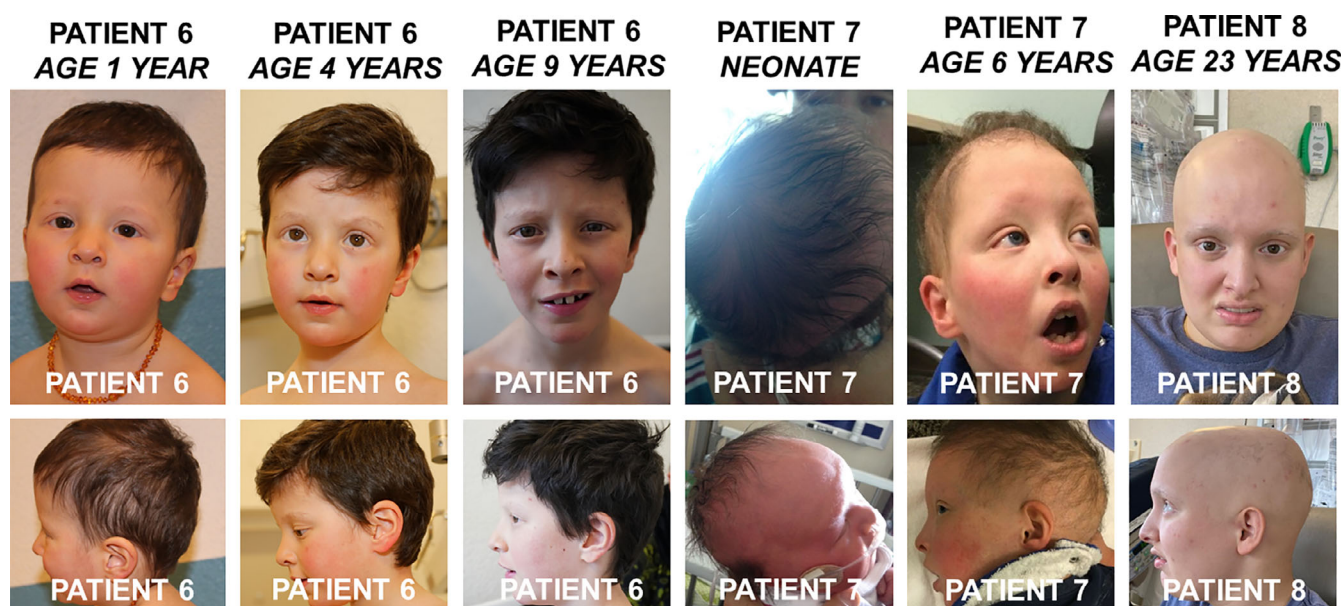 PATIENT 6
AGE 1 YEAR
PATIENT 6
AGE 4 YEARS
PATIENT 6
AGE 9 YEARS
PATIENT 7
NEONATE
PATIENT 7
AGE 6 YEARS
PATIENT 8
AGE 23 YEARS
PATIENT 6
PATIENT 6
PATIENT 6
PATIENT 7
PATIENT 7
PATIENT 8
PATIENT 6
PATIENT 6
PATIENT 6
PATIENT 7
PATIENT 7
PATIENT 8